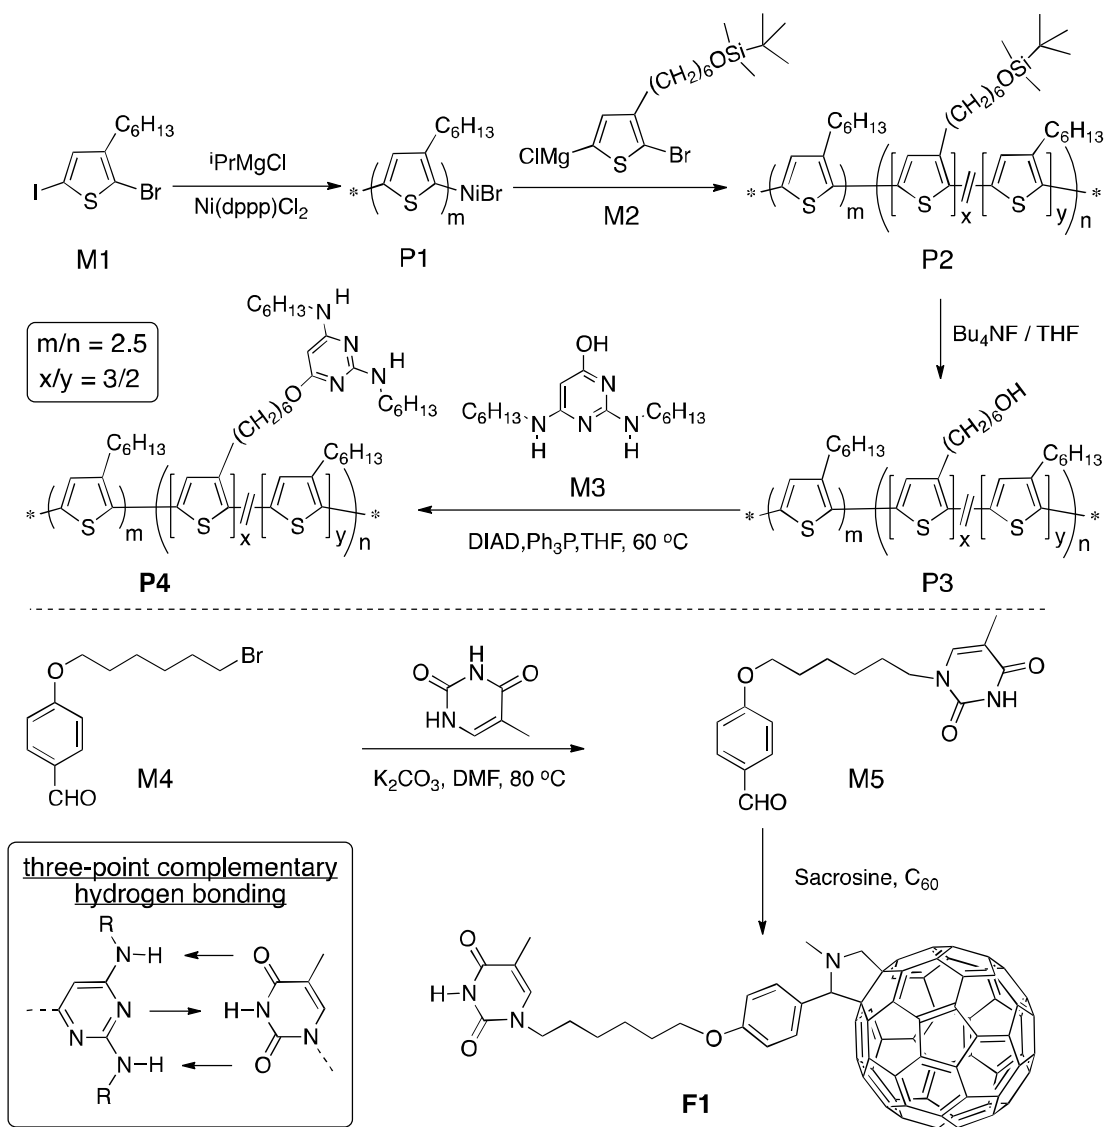 C₆H₁₃
I
S
Br
M1
ⁱPrMgCl
Ni(dppp)Cl₂
C₆H₁₃
*
(
S
)m
NiBr
P1
(CH₂)₆OSi
ClMg
S
Br
M2
(CH₂)₆OSi
C₆H₁₃
C₆H₁₃
*
(
S
)m
([
S
]x
[
S
]y
)n
*
P2
Bu₄NF / THF
m/n = 2.5
x/y = 3/2
H
C₆H₁₃-N
N
H
N
N
O
C₆H₁₃
(CH₂)₆
C₆H₁₃
C₆H₁₃
*
(
S
)m
([
S
]x
[
S
]y
)n
*
P4
OH
N
C₆H₁₃
C₆H₁₃
N
N
N
H
H
M3
DIAD,Ph₃P,THF, 60 °C
(CH₂)₆OH
C₆H₁₃
C₆H₁₃
*
(
S
)m
([
S
]x
[
S
]y
)n
*
P3
Br
O
CHO
M4
H
O
N
O
HN
K₂CO₃, DMF, 80 °C
O
N
O
NH
O
CHO
M5
Sacrosine, C₆₀
three-point complementary
hydrogen bonding
R
N-H
O
N
H-N
N
O
N
N-H
R
O
H
N
O
N
O
N
F1